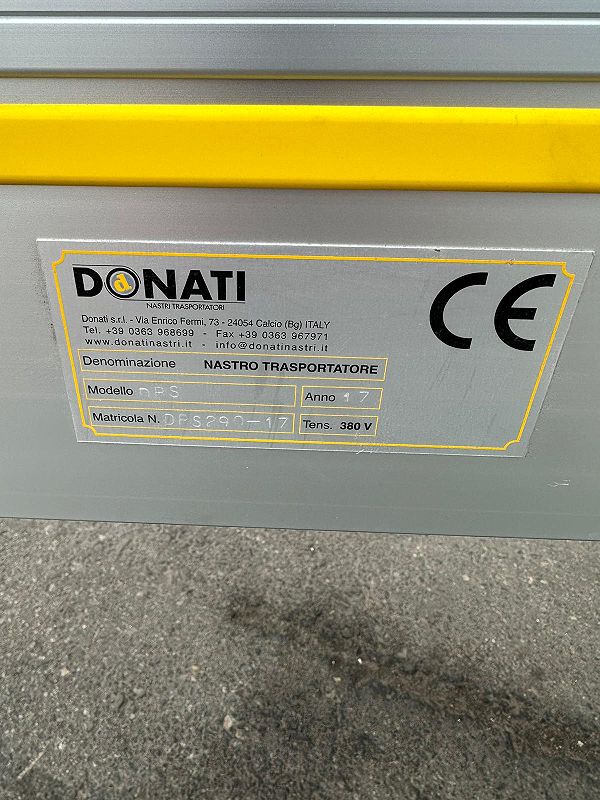 DONATI
NASTRI TRASPORTATORI
Donati s.r.l. - Via Enrico Fermi, 73 - 24054 Calcio (Bg) ITALY
Tel. +39 0363 968699 - Fax +39 0363 967971
www.donatinastri.it - info@donatinastri.it
CE
Denominazione NASTRO TRASPORTATORE
Modello DPS Anno 17
Matricola N. DPS290-17 Tens. 380 V